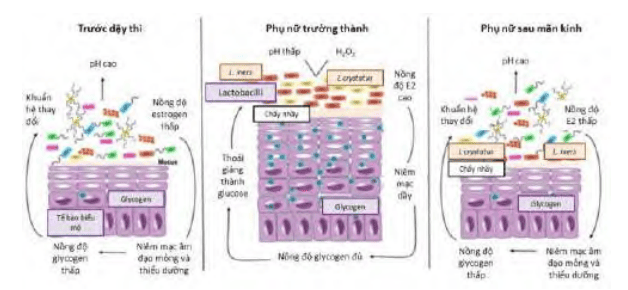 Trước dậy thì
pH cao
Khuẩn
hệ thay
đổi
Nồng độ
estrogen
thấp
Mucus
Glycogen
Tế bào biểu
mô
Nồng độ
glycogen
thấp
Niêm mạc âm
đạo mỏng và
thiểu dưỡng
Phụ nữ trưởng thành
pH thấp
H₂O₂
L. iners
L.crystatus
Lactobacilli
Chất nhầy
Nồng
độ E2
cao
Thoái
giáng
thành
glucose
Niêm
mạc
dầy
Glycogen
Nồng độ glycogen đủ
Phụ nữ sau mãn kinh
pH cao
Khuẩn hệ
thay đổi
Nồng độ
E2 thấp
L.crystatus
L. iners
Chất nhầy
Glycogen
Nồng độ
glycogen
thấp
Niêm mạc âm
đạo mỏng và
thiểu dưỡng